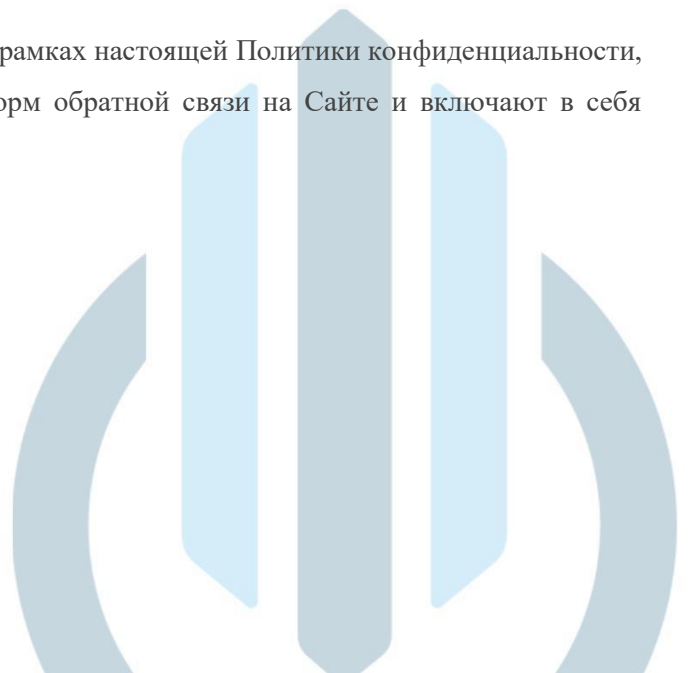 рамках настоящей Политики конфиденциальности,
орм обратной связи на Сайте и включают в себя